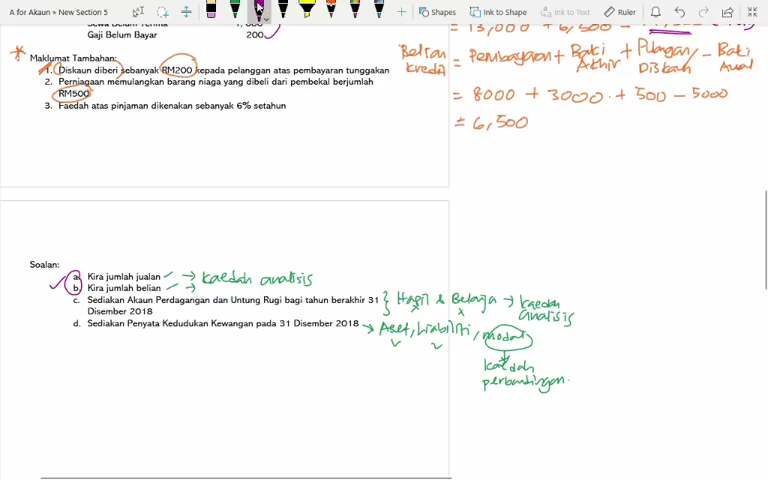 A for Akaun » New Section 5
Shapes
Ink to Shape
Ink to Text
Ruler
Gaji Belum Bayar 200
= 13,000 + 6,500 -
* Maklumat Tambahan:
1. Diskaun diberi sebanyak RM200 kepada pelanggan atas pembayaran tunggakan
2. Perniagaan memulangkan barang niaga yang dibeli dari pembekal berjumlah
RM500
3. Faedah atas pinjaman dikenakan sebanyak 6% setahun
Belian Kredit = Pembayaran + Baki Akhir + Pulangan/Diskaun - Baki Awal
= 8000 + 3000 + 500 - 5000
= 6,500
Soalan:
a. Kira jumlah jualan → kaedah analisis
b. Kira jumlah belian →
c. Sediakan Akaun Perdagangan dan Untung Rugi bagi tahun berakhir 31
Disember 2018
} Hasil & Belanja → kaedah
analisis
d. Sediakan Penyata Kedudukan Kewangan pada 31 Disember 2018 → Aset, Liabiliti, modal
kaedah
perbandingan.